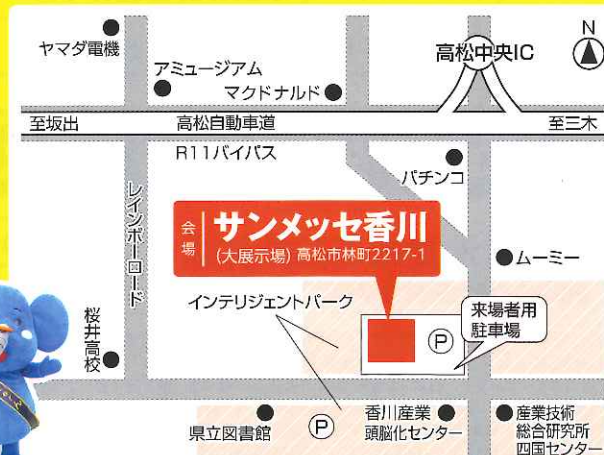 ヤマダ電機
アミュージアム
マクドナルド
高松中央IC
N
至坂出
高松自動車道
至三木
R11バイパス
パチンコ
レインボーロード
会場
サンメッセ香川
(大展示場) 高松市林町2217-1
ムーミー
インテリジェントパーク
来場者用
駐車場
P
桜井高校
県立図書館
P
香川産業
頭脳化センター
産業技術
総合研究所
四国センター